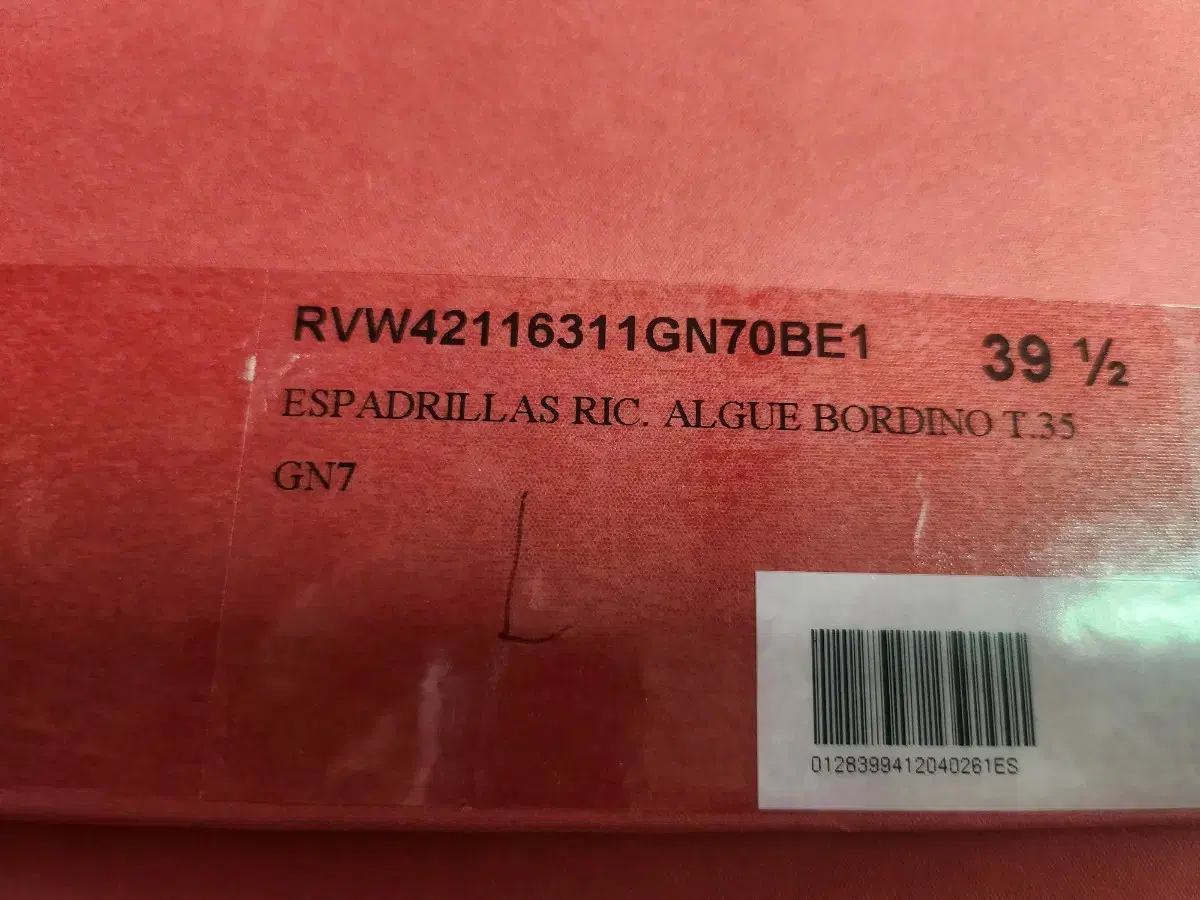 RVW42116311GN70BE1 39 ½
ESPADRILLAS RIC. ALGUE BORDINO T.35
GN7
L
0128399412040261ES